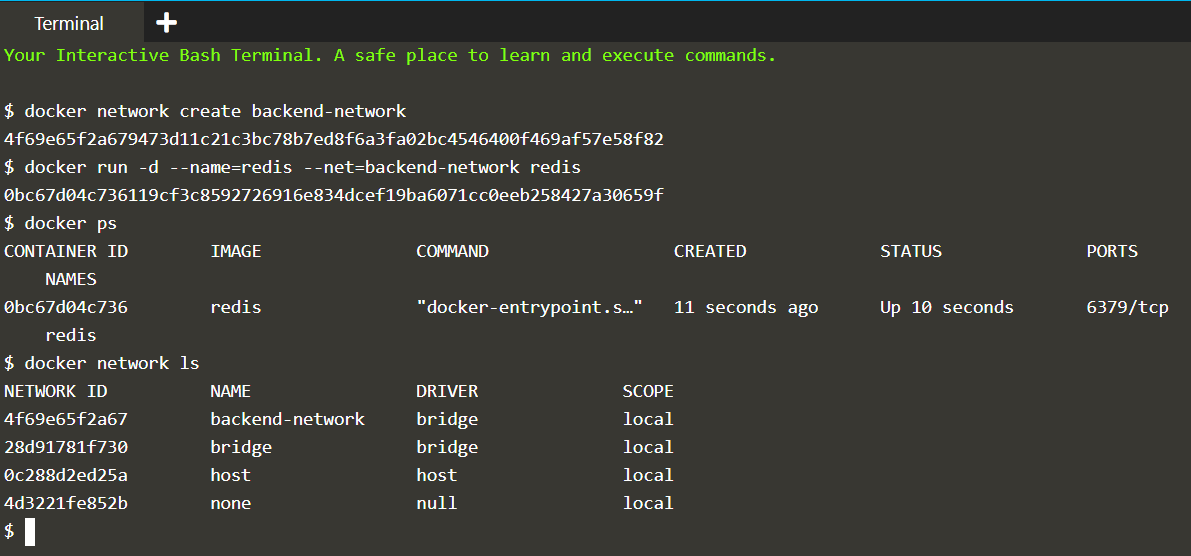 Terminal +
Your Interactive Bash Terminal. A safe place to learn and execute commands.
$ docker network create backend-network
4f69e65f2a679473d11c21c3bc78b7ed8f6a3fa02bc4546400f469af57e58f82
$ docker run -d --name=redis --net=backend-network redis
0bc67d04c736119cf3c8592726916e834dcef19ba6071cc0eeb258427a30659f
$ docker ps
CONTAINER ID        IMAGE               COMMAND                  CREATED             STATUS              PORTS
    NAMES
0bc67d04c736        redis               "docker-entrypoint.s…"   11 seconds ago      Up 10 seconds       6379/tcp
    redis
$ docker network ls
NETWORK ID          NAME                DRIVER              SCOPE
4f69e65f2a67        backend-network     bridge              local
28d91781f730        bridge              bridge              local
0c288d2ed25a        host                host                local
4d3221fe852b        none                null                local
$